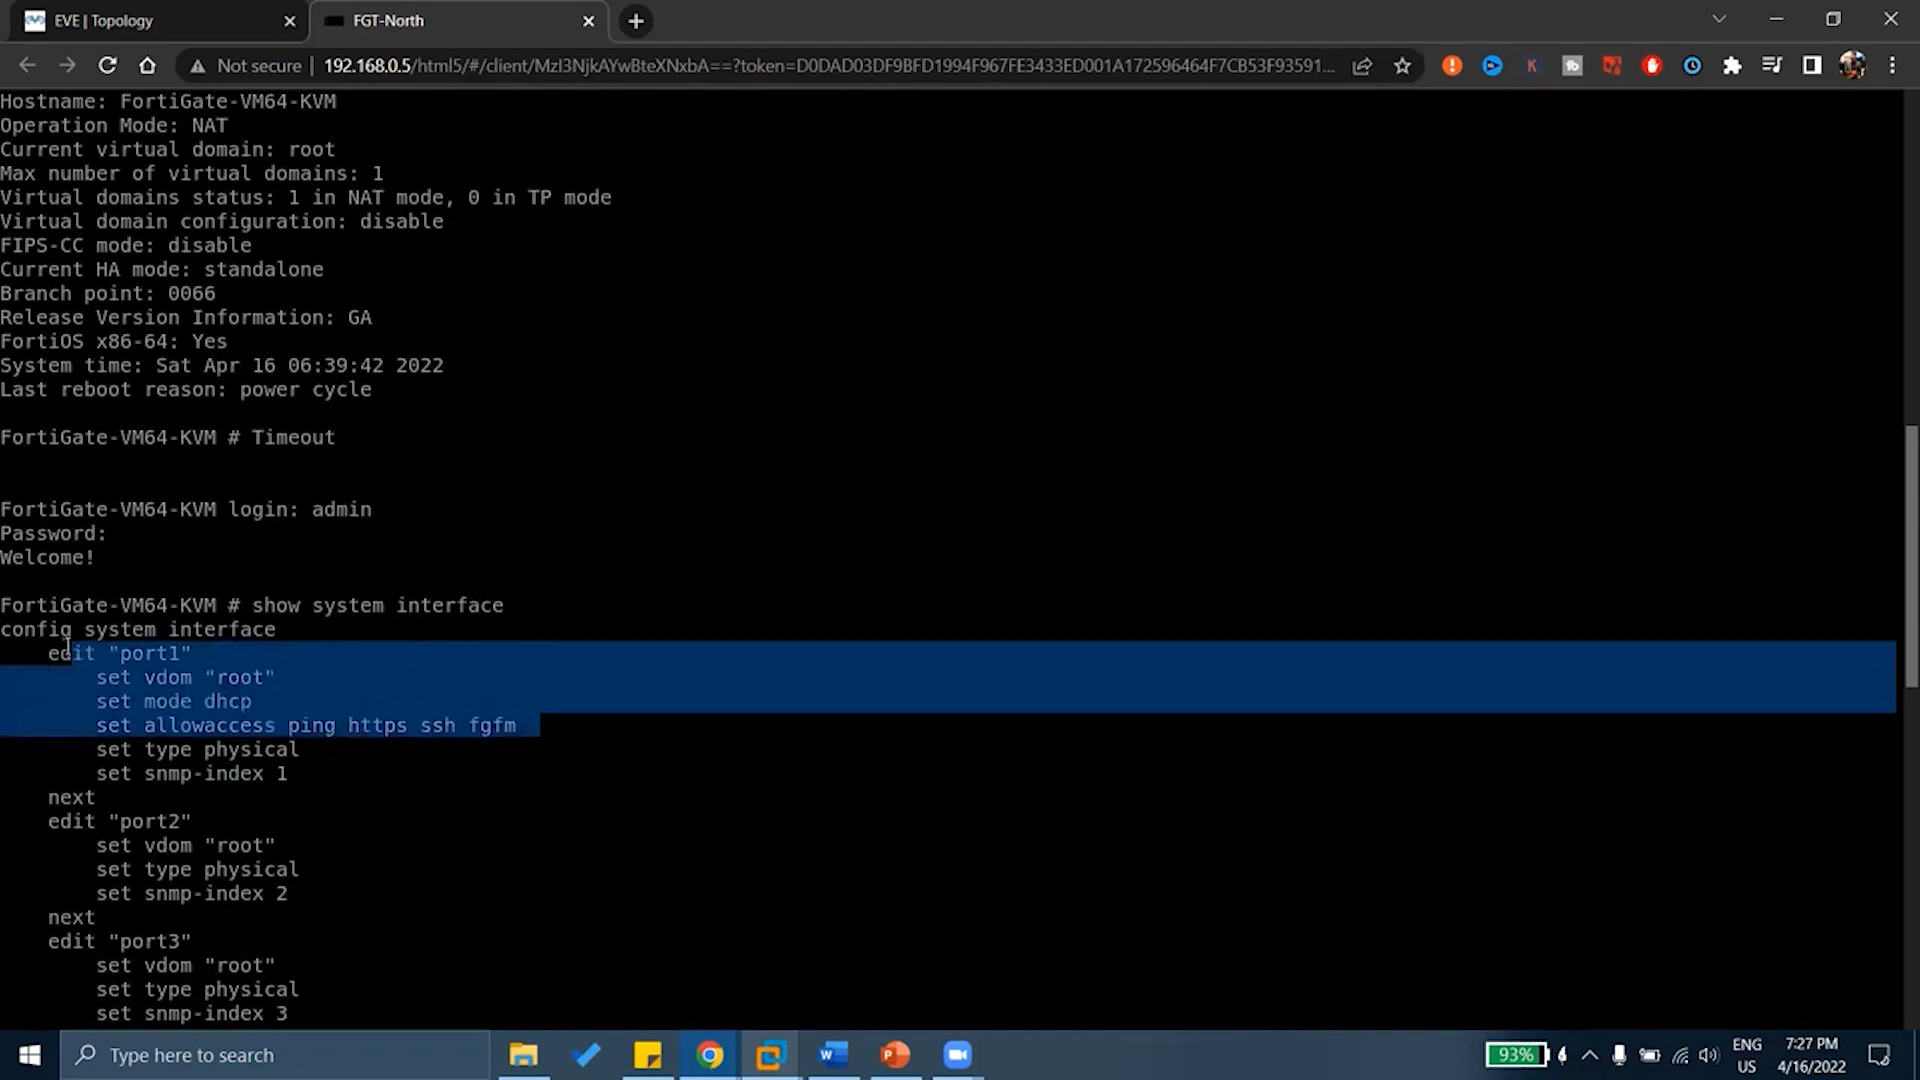 EVE | Topology
FGT-North
Not secure
192.168.0.5/html5/#/client/MzI3NjkAYwBteXNxbA==?token=D0DAD03DF9BFD1994F967FE3433ED001A172596464F7CB53F93591...
Hostname: FortiGate-VM64-KVM
Operation Mode: NAT
Current virtual domain: root
Max number of virtual domains: 1
Virtual domains status: 1 in NAT mode, 0 in TP mode
Virtual domain configuration: disable
FIPS-CC mode: disable
Current HA mode: standalone
Branch point: 0066
Release Version Information: GA
FortiOS x86-64: Yes
System time: Sat Apr 16 06:39:42 2022
Last reboot reason: power cycle
FortiGate-VM64-KVM # Timeout
FortiGate-VM64-KVM login: admin
Password:
Welcome!
FortiGate-VM64-KVM # show system interface
config system interface
edit "port1"
set vdom "root"
set mode dhcp
set allowaccess ping https ssh fgfm
set type physical
set snmp-index 1
next
edit "port2"
set vdom "root"
set type physical
set snmp-index 2
next
edit "port3"
set vdom "root"
set type physical
set snmp-index 3
Type here to search
93%
ENG
US
7:27 PM
4/16/2022